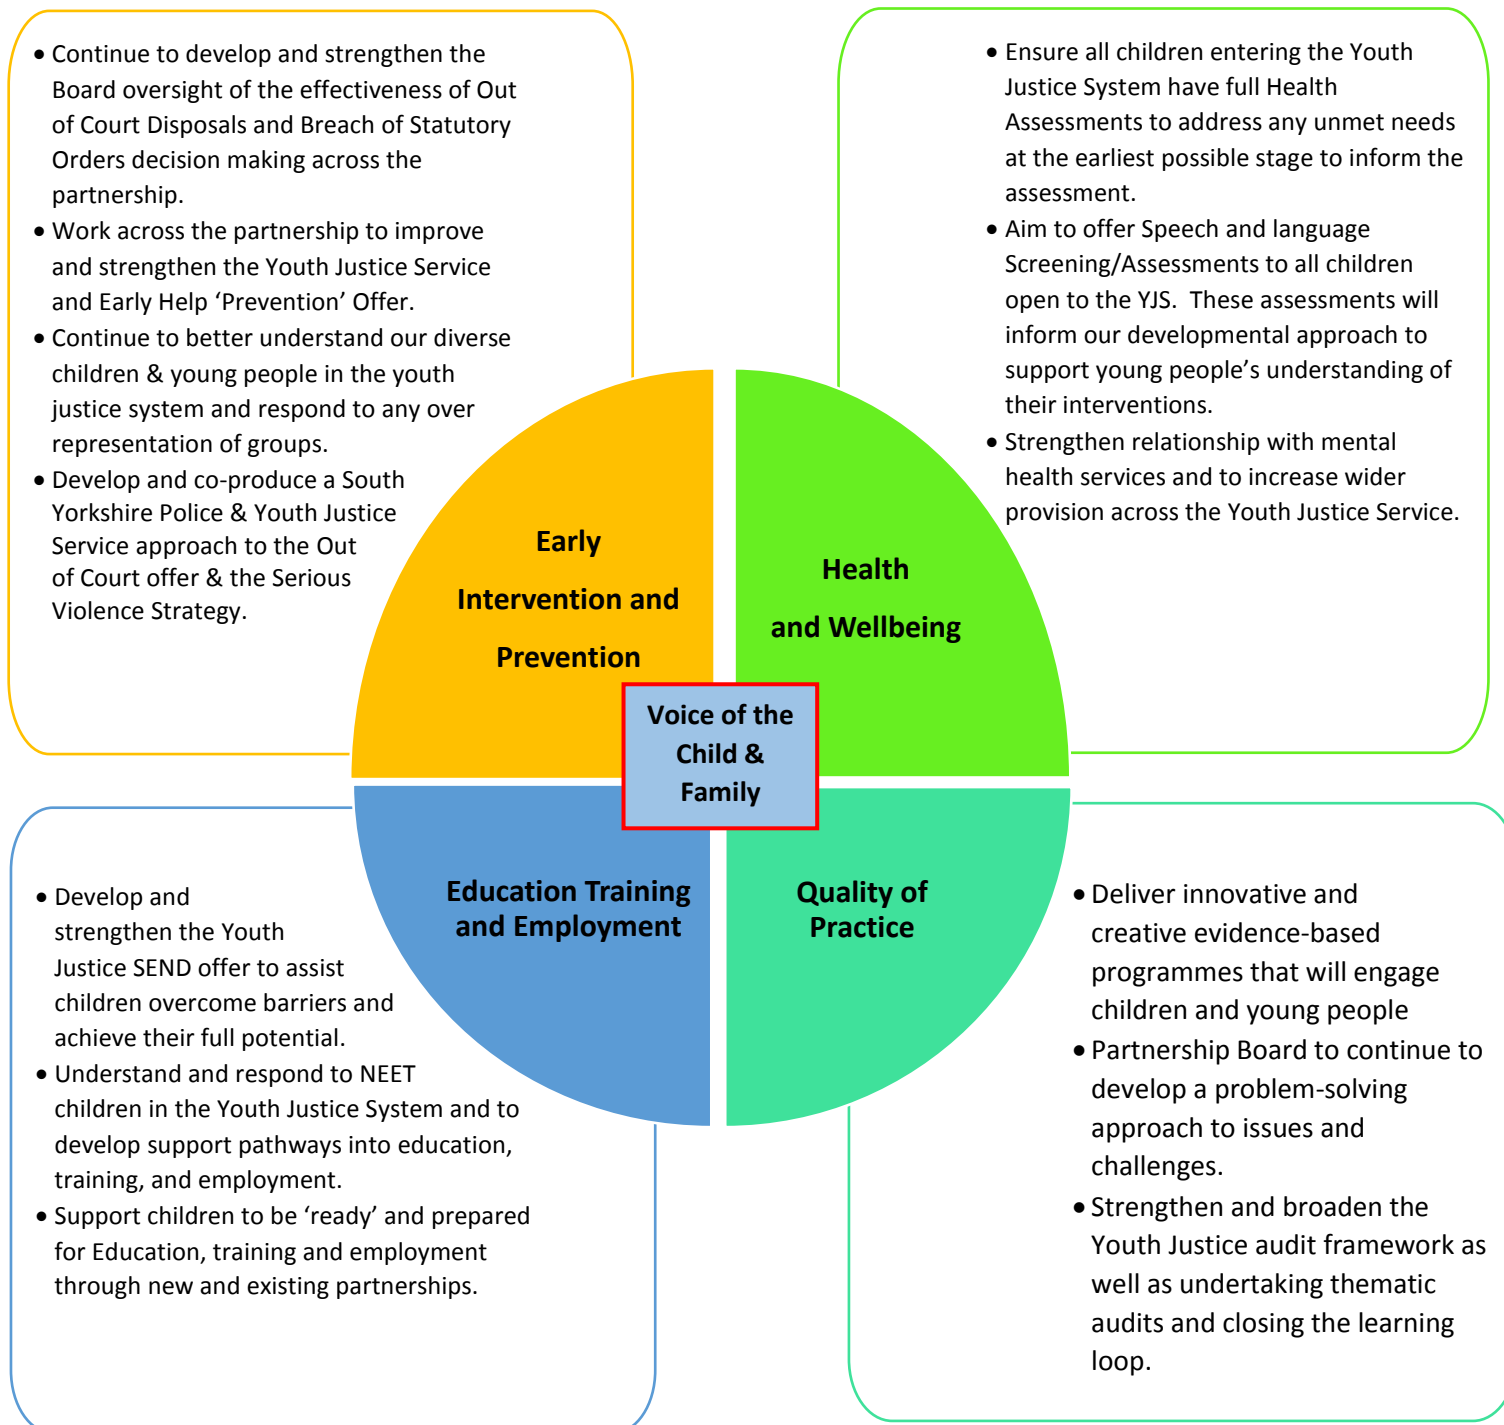 • Continue to develop and strengthen the
Board oversight of the effectiveness of Out
of Court Disposals and Breach of Statutory
Orders decision making across the
partnership.
• Work across the partnership to improve
and strengthen the Youth Justice Service
and Early Help ‘Prevention’ Offer.
• Continue to better understand our diverse
children & young people in the youth
justice system and respond to any over
representation of groups.
• Develop and co-produce a South
Yorkshire Police & Youth Justice
Service approach to the Out
of Court offer & the Serious
Violence Strategy.
• Ensure all children entering the Youth
Justice System have full Health
Assessments to address any unmet needs
at the earliest possible stage to inform the
assessment.
• Aim to offer Speech and language
Screening/Assessments to all children
open to the YJS.  These assessments will
inform our developmental approach to
support young people’s understanding of
their interventions.
• Strengthen relationship with mental
health services and to increase wider
provision across the Youth Justice Service.
Early
Intervention and
Prevention
Health
and Wellbeing
Voice of the
Child &
Family
Education Training
and Employment
Quality of
Practice
• Develop and
strengthen the Youth
Justice SEND offer to assist
children overcome barriers and
achieve their full potential.
• Understand and respond to NEET
children in the Youth Justice System and to
develop support pathways into education,
training, and employment.
• Support children to be ‘ready’ and prepared
for Education, training and employment
through new and existing partnerships.
• Deliver innovative and
creative evidence-based
programmes that will engage
children and young people
• Partnership Board to continue to
develop a problem-solving
approach to issues and
challenges.
• Strengthen and broaden the
Youth Justice audit framework as
well as undertaking thematic
audits and closing the learning
loop.